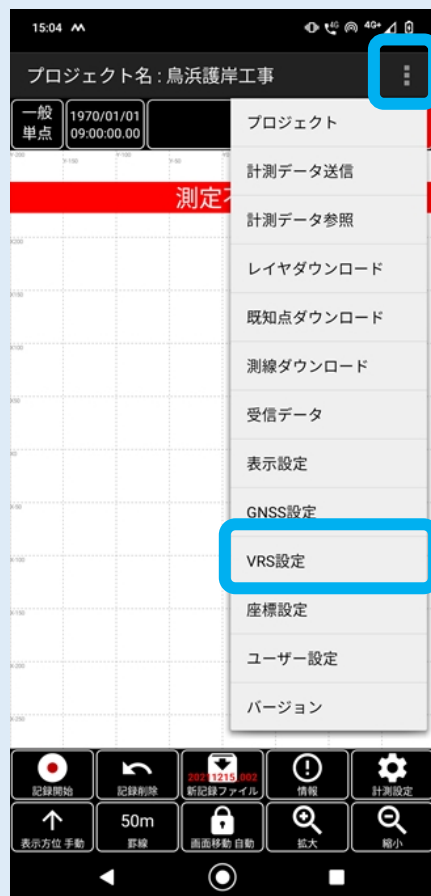 15:04
4G 4G+
プロジェクト名 : 鳥浜護岸工事
一般
単点
1970/01/01
09:00:00.00
測定不
プロジェクト
計測データ送信
計測データ参照
レイヤダウンロード
既知点ダウンロード
測線ダウンロード
受信データ
表示設定
GNSS設定
VRS設定
座標設定
ユーザー設定
バージョン
記録開始
記録削除
20211215_002
新記録ファイル
情報
計測設定
表示方位 手動
50m
罫線
画面移動 自動
拡大
縮小